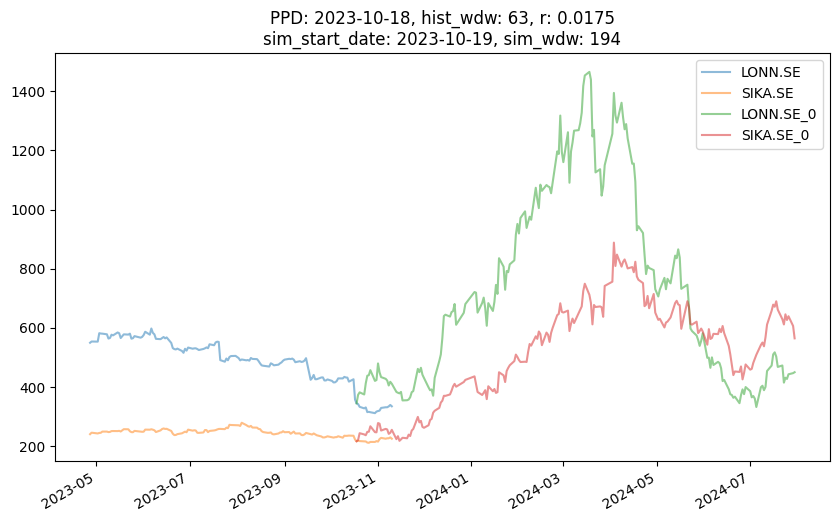 PPD: 2023-10-18, hist_wdw: 63, r: 0.0175
sim_start_date: 2023-10-19, sim_wdw: 194
LONN.SE
SIKA.SE
LONN.SE_0
SIKA.SE_0
1400
1200
1000
800
600
400
200
2023-05
2023-07
2023-09
2023-11
2024-01
2024-03
2024-05
2024-07